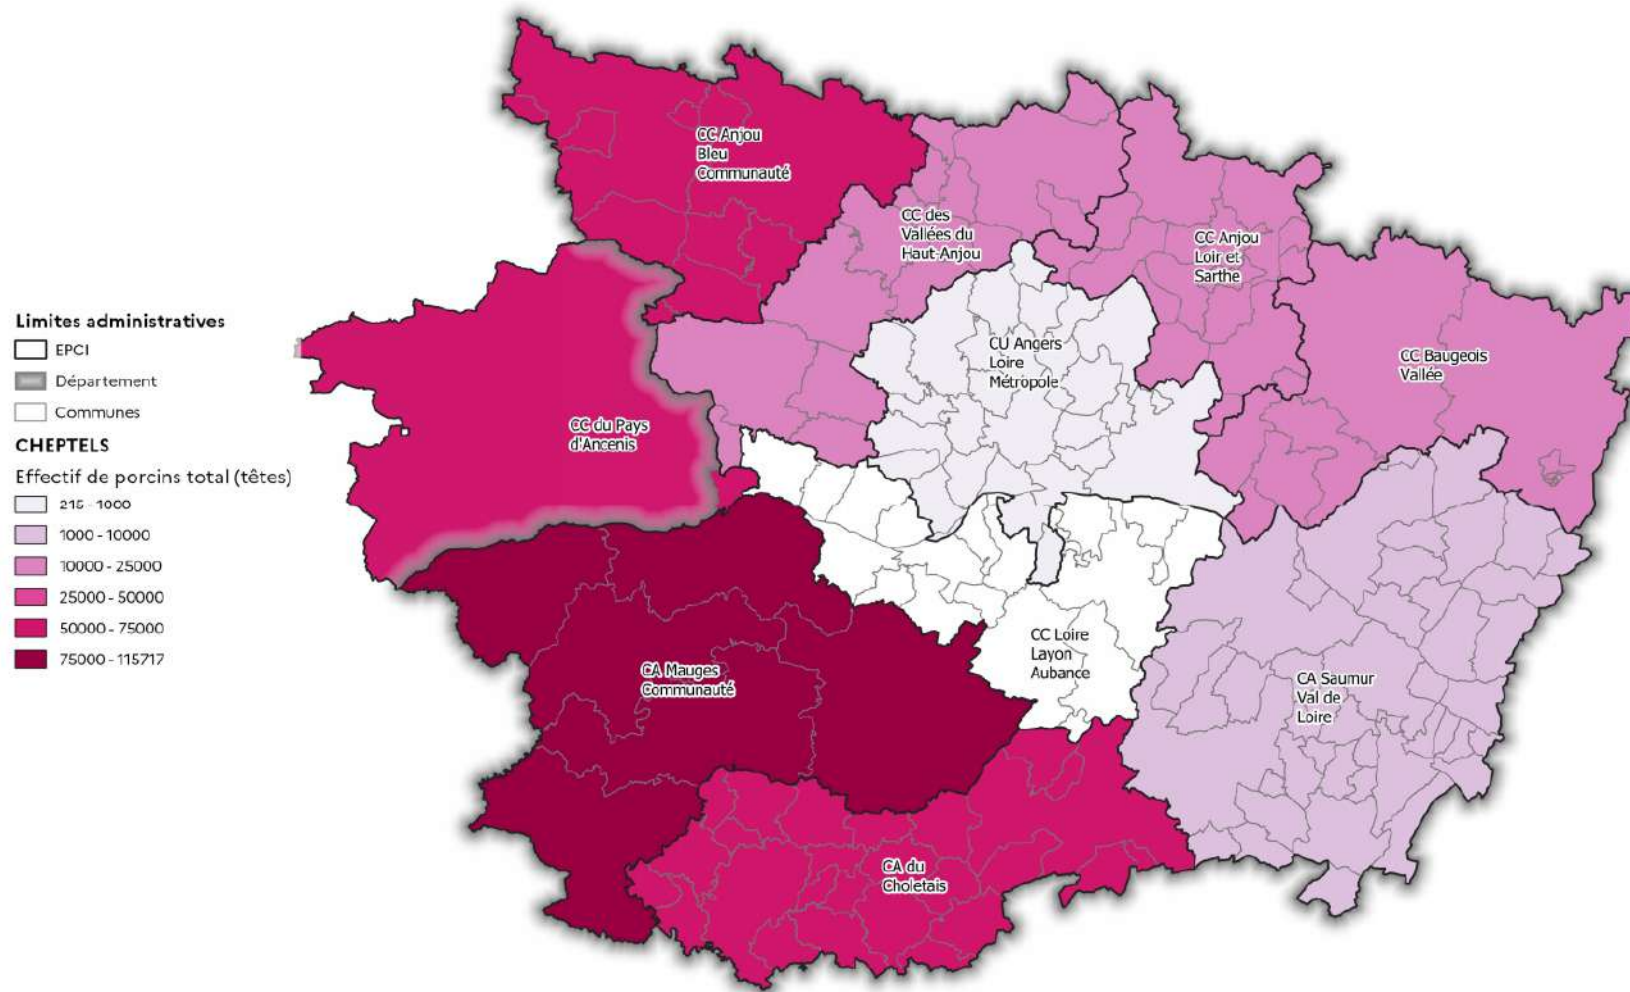 Limites administratives
EPCI
Département
Communes
CHEPTELS
Effectif de porcins total (têtes)
215 - 1000
1000 - 10000
10000 - 25000
25000 - 50000
50000 - 75000
75000 - 115717
CC Anjou
Bleu
Communauté
CC des
Vallées du
Haut-Anjou
CC Anjou
Loir et
Sarthe
CU Angers
Loire
Métropole
CC Baugeois
Vallée
CC du Pays
d'Ancenis
CC Loire
Layon
Aubance
CA Mauges
Communauté
CA Saumur
Val de
Loire
CA du
Choletais